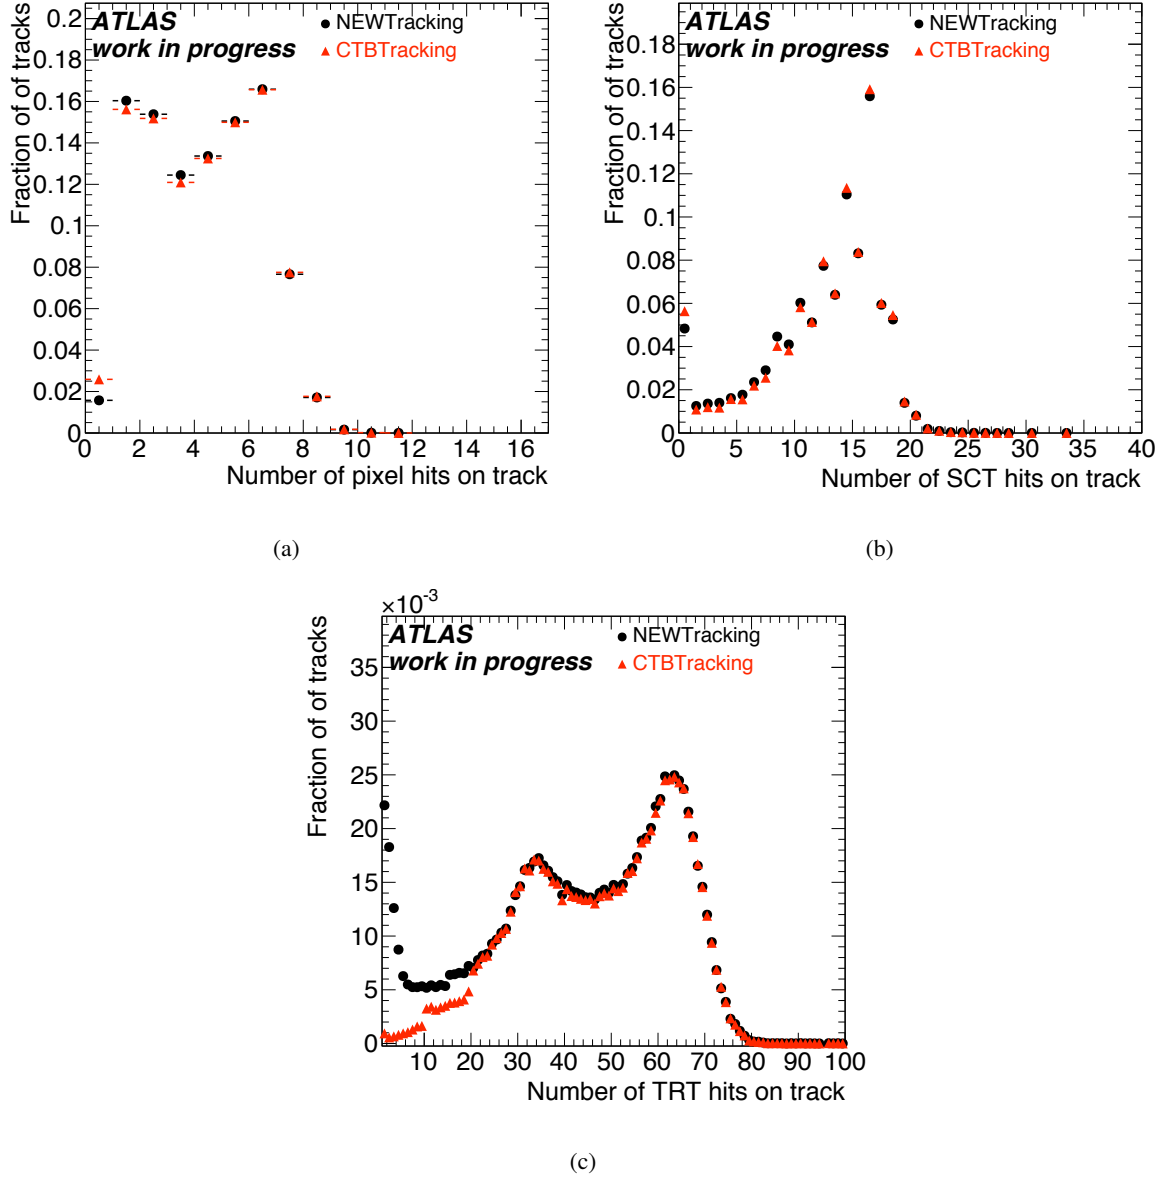 ATLAS
work in progress
NEWTracking
CTBTracking
Fraction of of tracks
0.2
0.18
0.16
0.14
0.12
0.1
0.08
0.06
0.04
0.02
0
0 2 4 6 8 10 12 14 16
Number of pixel hits on track
(a)
ATLAS
work in progress
NEWTracking
CTBTracking
Fraction of of tracks
0.18
0.16
0.14
0.12
0.1
0.08
0.06
0.04
0.02
0
0 5 10 15 20 25 30 35 40
Number of SCT hits on track
(b)
×10⁻³
ATLAS
work in progress
NEWTracking
CTBTracking
Fraction of of tracks
35
30
25
20
15
10
5
0
10 20 30 40 50 60 70 80 90 100
Number of TRT hits on track
(c)